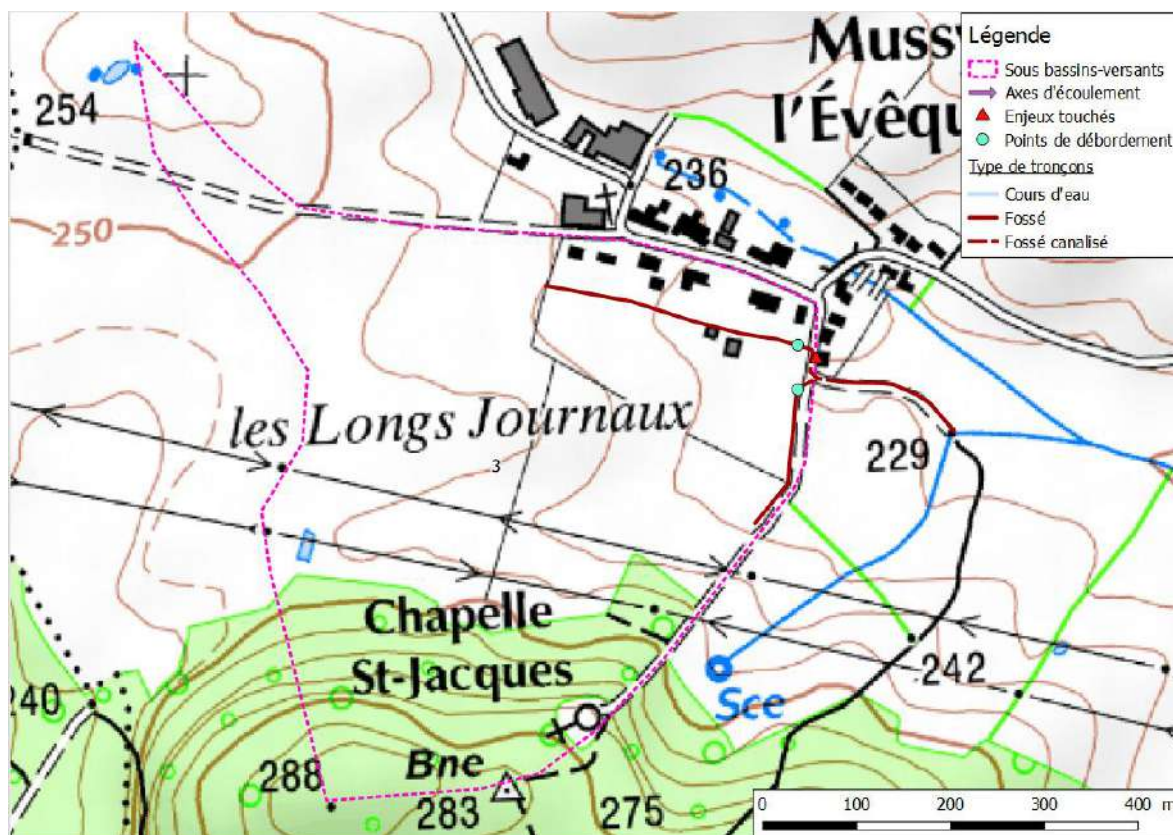 Mussy
l'Évêqu
Légende
Sous bassins-versants
Axes d'écoulement
Enjeux touchés
Points de débordement
Type de tronçons
Cours d'eau
Fossé
Fossé canalisé
254
236
250
les Longs Journaux
3
229
Chapelle
St-Jacques
Sce
242
240
Bne
288
283
275
0 100 200 300 400 m